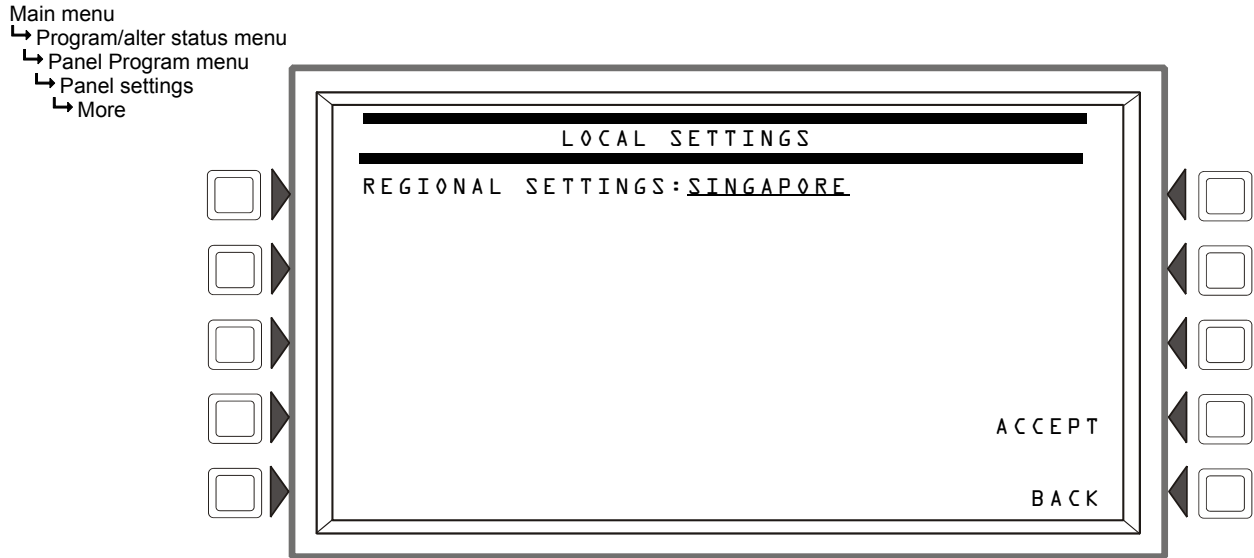 Main menu
Program/alter status menu
Panel Program menu
Panel settings
More
LOCAL SETTINGS
REGIONAL SETTINGS:SINGAPORE
ACCEPT
BACK